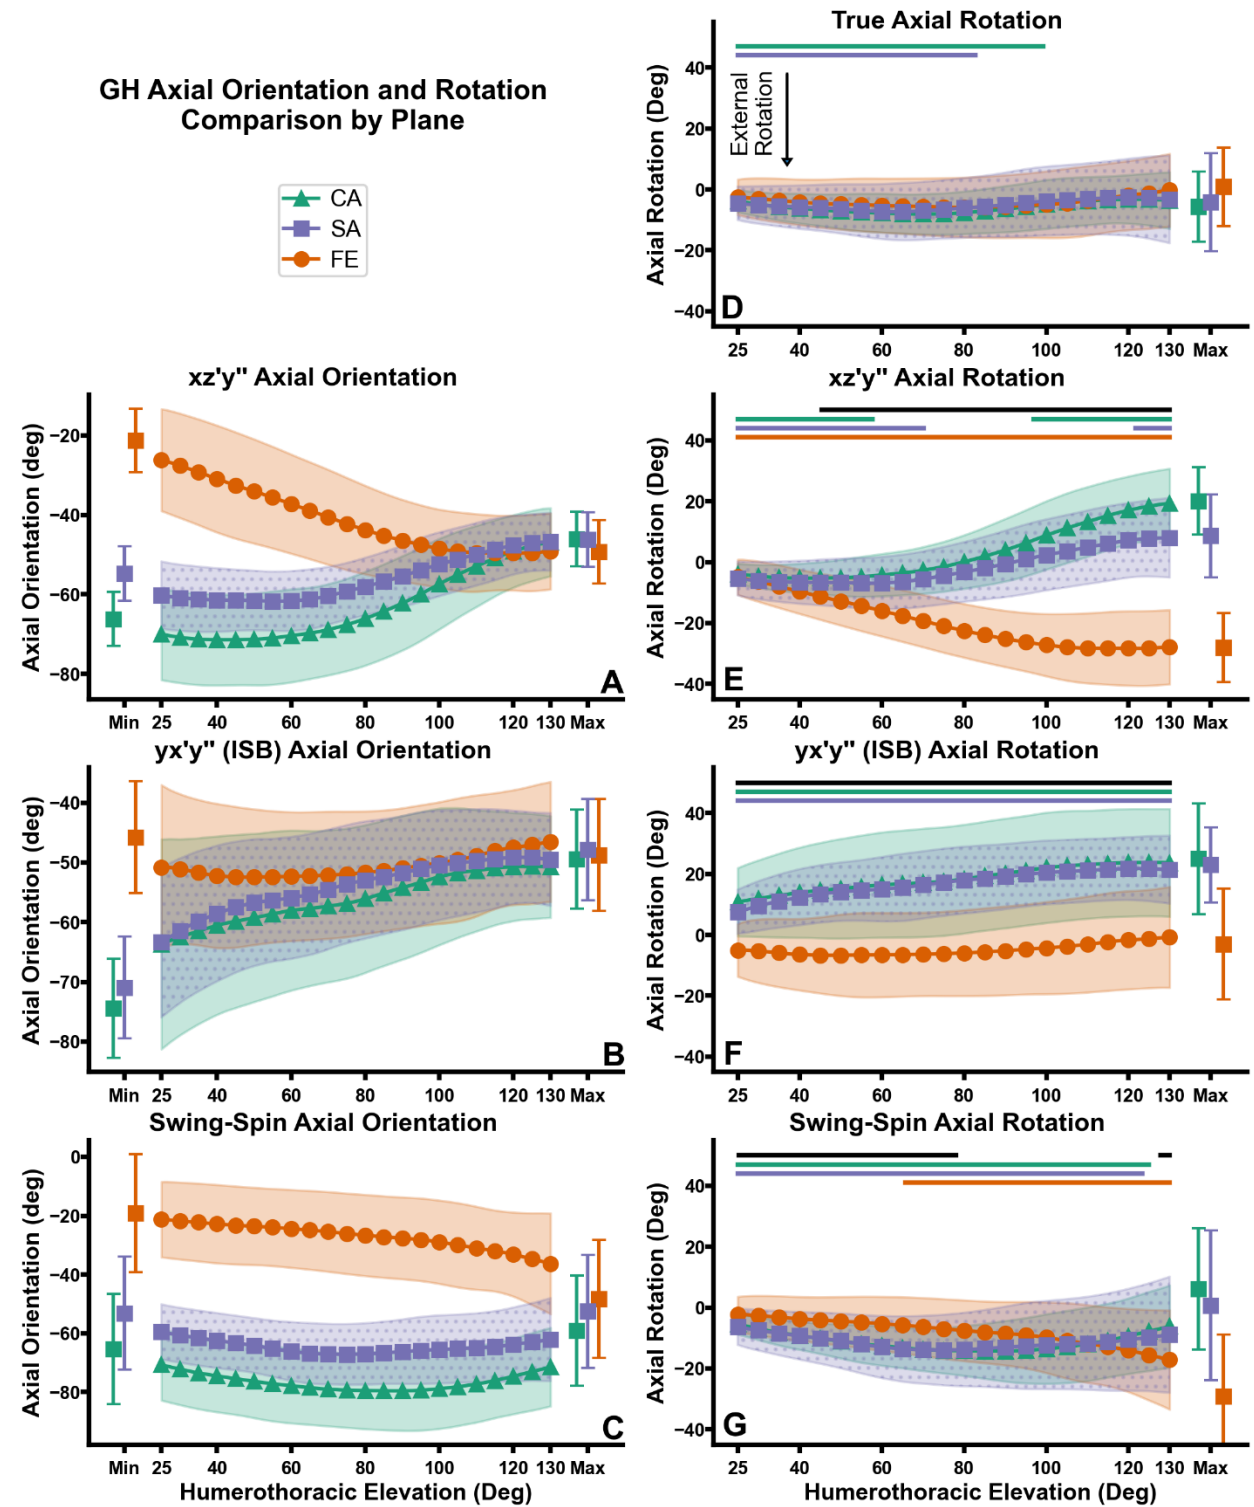 GH Axial Orientation and Rotation
Comparison by Plane
CA
SA
FE
True Axial Rotation
Axial Rotation (Deg)
40
20
0
−20
−40
External
Rotation
D
25 40 60 80 100 120 130 Max
xz'y'' Axial Orientation
Axial Orientation (deg)
−20
−40
−60
−80
A
Min 25 40 60 80 100 120 130 Max
xz'y'' Axial Rotation
Axial Rotation (Deg)
40
20
0
−20
−40
E
25 40 60 80 100 120 130 Max
yx'y'' (ISB) Axial Orientation
Axial Orientation (deg)
−40
−50
−60
−70
−80
B
Min 25 40 60 80 100 120 130 Max
yx'y'' (ISB) Axial Rotation
Axial Rotation (Deg)
40
20
0
−20
−40
F
25 40 60 80 100 120 130 Max
Swing-Spin Axial Orientation
Axial Orientation (deg)
0
−20
−40
−60
−80
C
Min 25 40 60 80 100 120 130 Max
Humerothoracic Elevation (Deg)
Swing-Spin Axial Rotation
Axial Rotation (Deg)
40
20
0
−20
−40
G
25 40 60 80 100 120 130 Max
Humerothoracic Elevation (Deg)